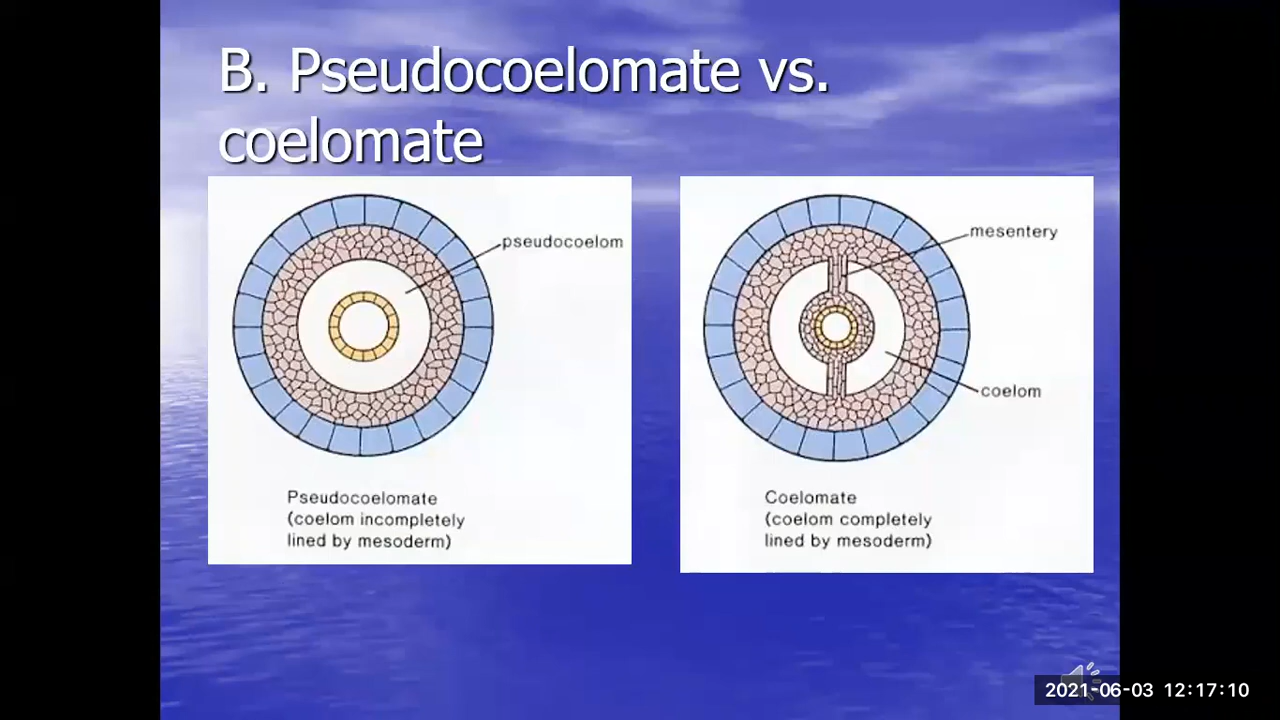 B. Pseudocoelomate vs.
coelomate
pseudocoelom
Pseudocoelomate
(coelom incompletely
lined by mesoderm)
mesentery
coelom
Coelomate
(coelom completely
lined by mesoderm)
2021-06-03 12:17:10